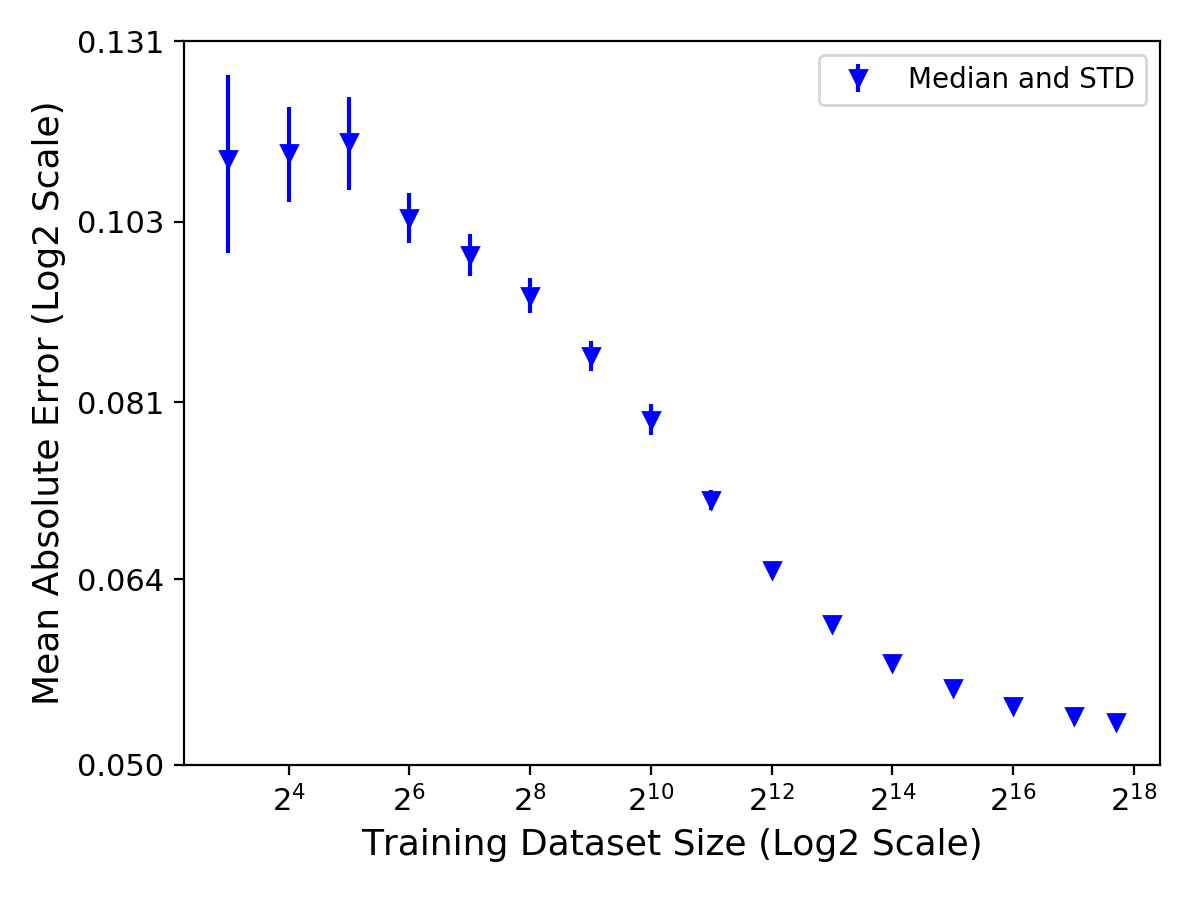 0.131
0.103
0.081
0.064
0.050
Mean Absolute Error (Log2 Scale)
Median and STD
2^4 2^6 2^8 2^10 2^12 2^14 2^16 2^18
Training Dataset Size (Log2 Scale)